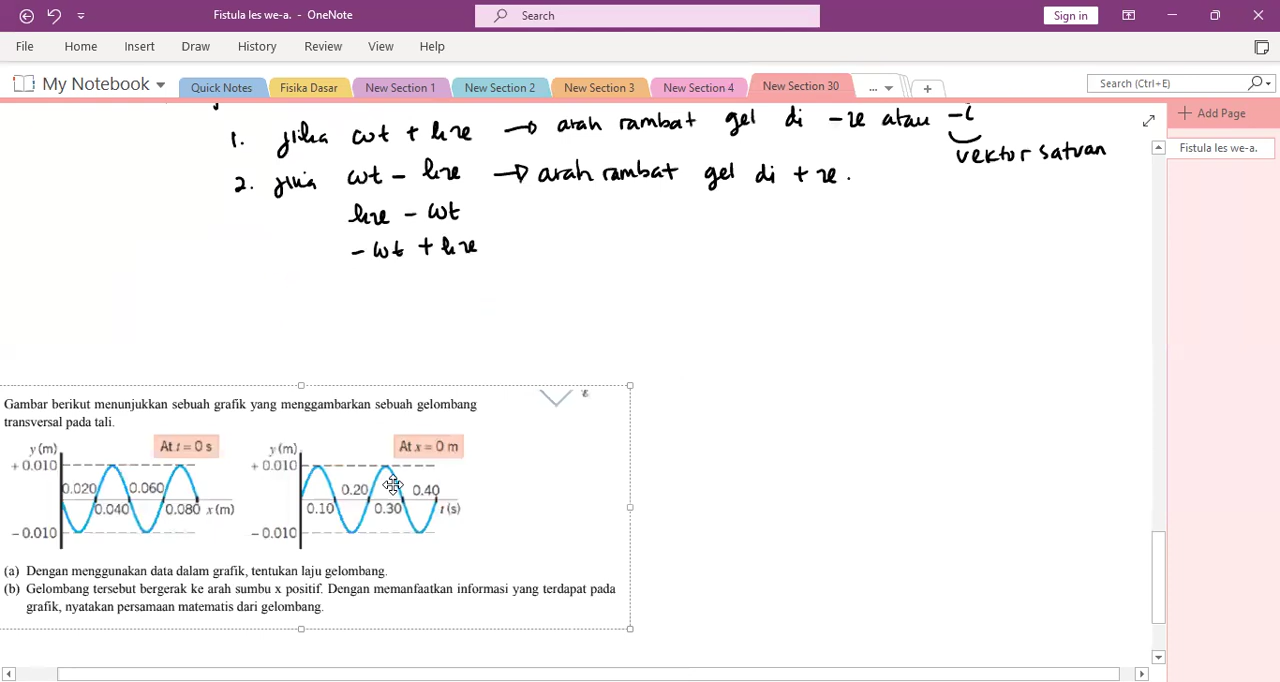 Fistula les we-a. - OneNote
Search
Sign in
File Home Insert Draw History Review View Help
My Notebook Quick Notes Fisika Dasar New Section 1 New Section 2 New Section 3 New Section 4 New Section 30 ... + Search (Ctrl+E)
Add Page
Fistula les we-a.
1. jika ωt + kx → arah rambat gel di -x atau -i
vektor satuan
2. jika ωt - kx → arah rambat gel di + x.
kx - ωt
- ωt + kx
Gambar berikut menunjukkan sebuah grafik yang menggambarkan sebuah gelombang
transversal pada tali.
y (m) At t = 0 s
+ 0.010
0.020 0.060
0.040 0.080 x (m)
- 0.010
y (m) At x = 0 m
+ 0.010
0.20 0.40
0.10 0.30 t (s)
- 0.010
(a) Dengan menggunakan data dalam grafik, tentukan laju gelombang.
(b) Gelombang tersebut bergerak ke arah sumbu x positif. Dengan memanfaatkan informasi yang terdapat pada
grafik, nyatakan persamaan matematis dari gelombang.